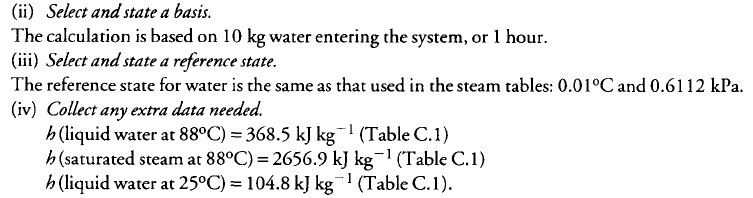 (ii) Select and state a basis.
The calculation is based on 10 kg water entering the system, or 1 hour.
(iii) Select and state a reference state.
The reference state for water is the same as that used in the steam tables: 0.01°C and 0.6112 kPa.
(iv) Collect any extra data needed.
h (liquid water at 88°C) = 368.5 kJ kg⁻¹ (Table C.1)
h (saturated steam at 88°C) = 2656.9 kJ kg⁻¹ (Table C.1)
h (liquid water at 25°C) = 104.8 kJ kg⁻¹ (Table C.1).